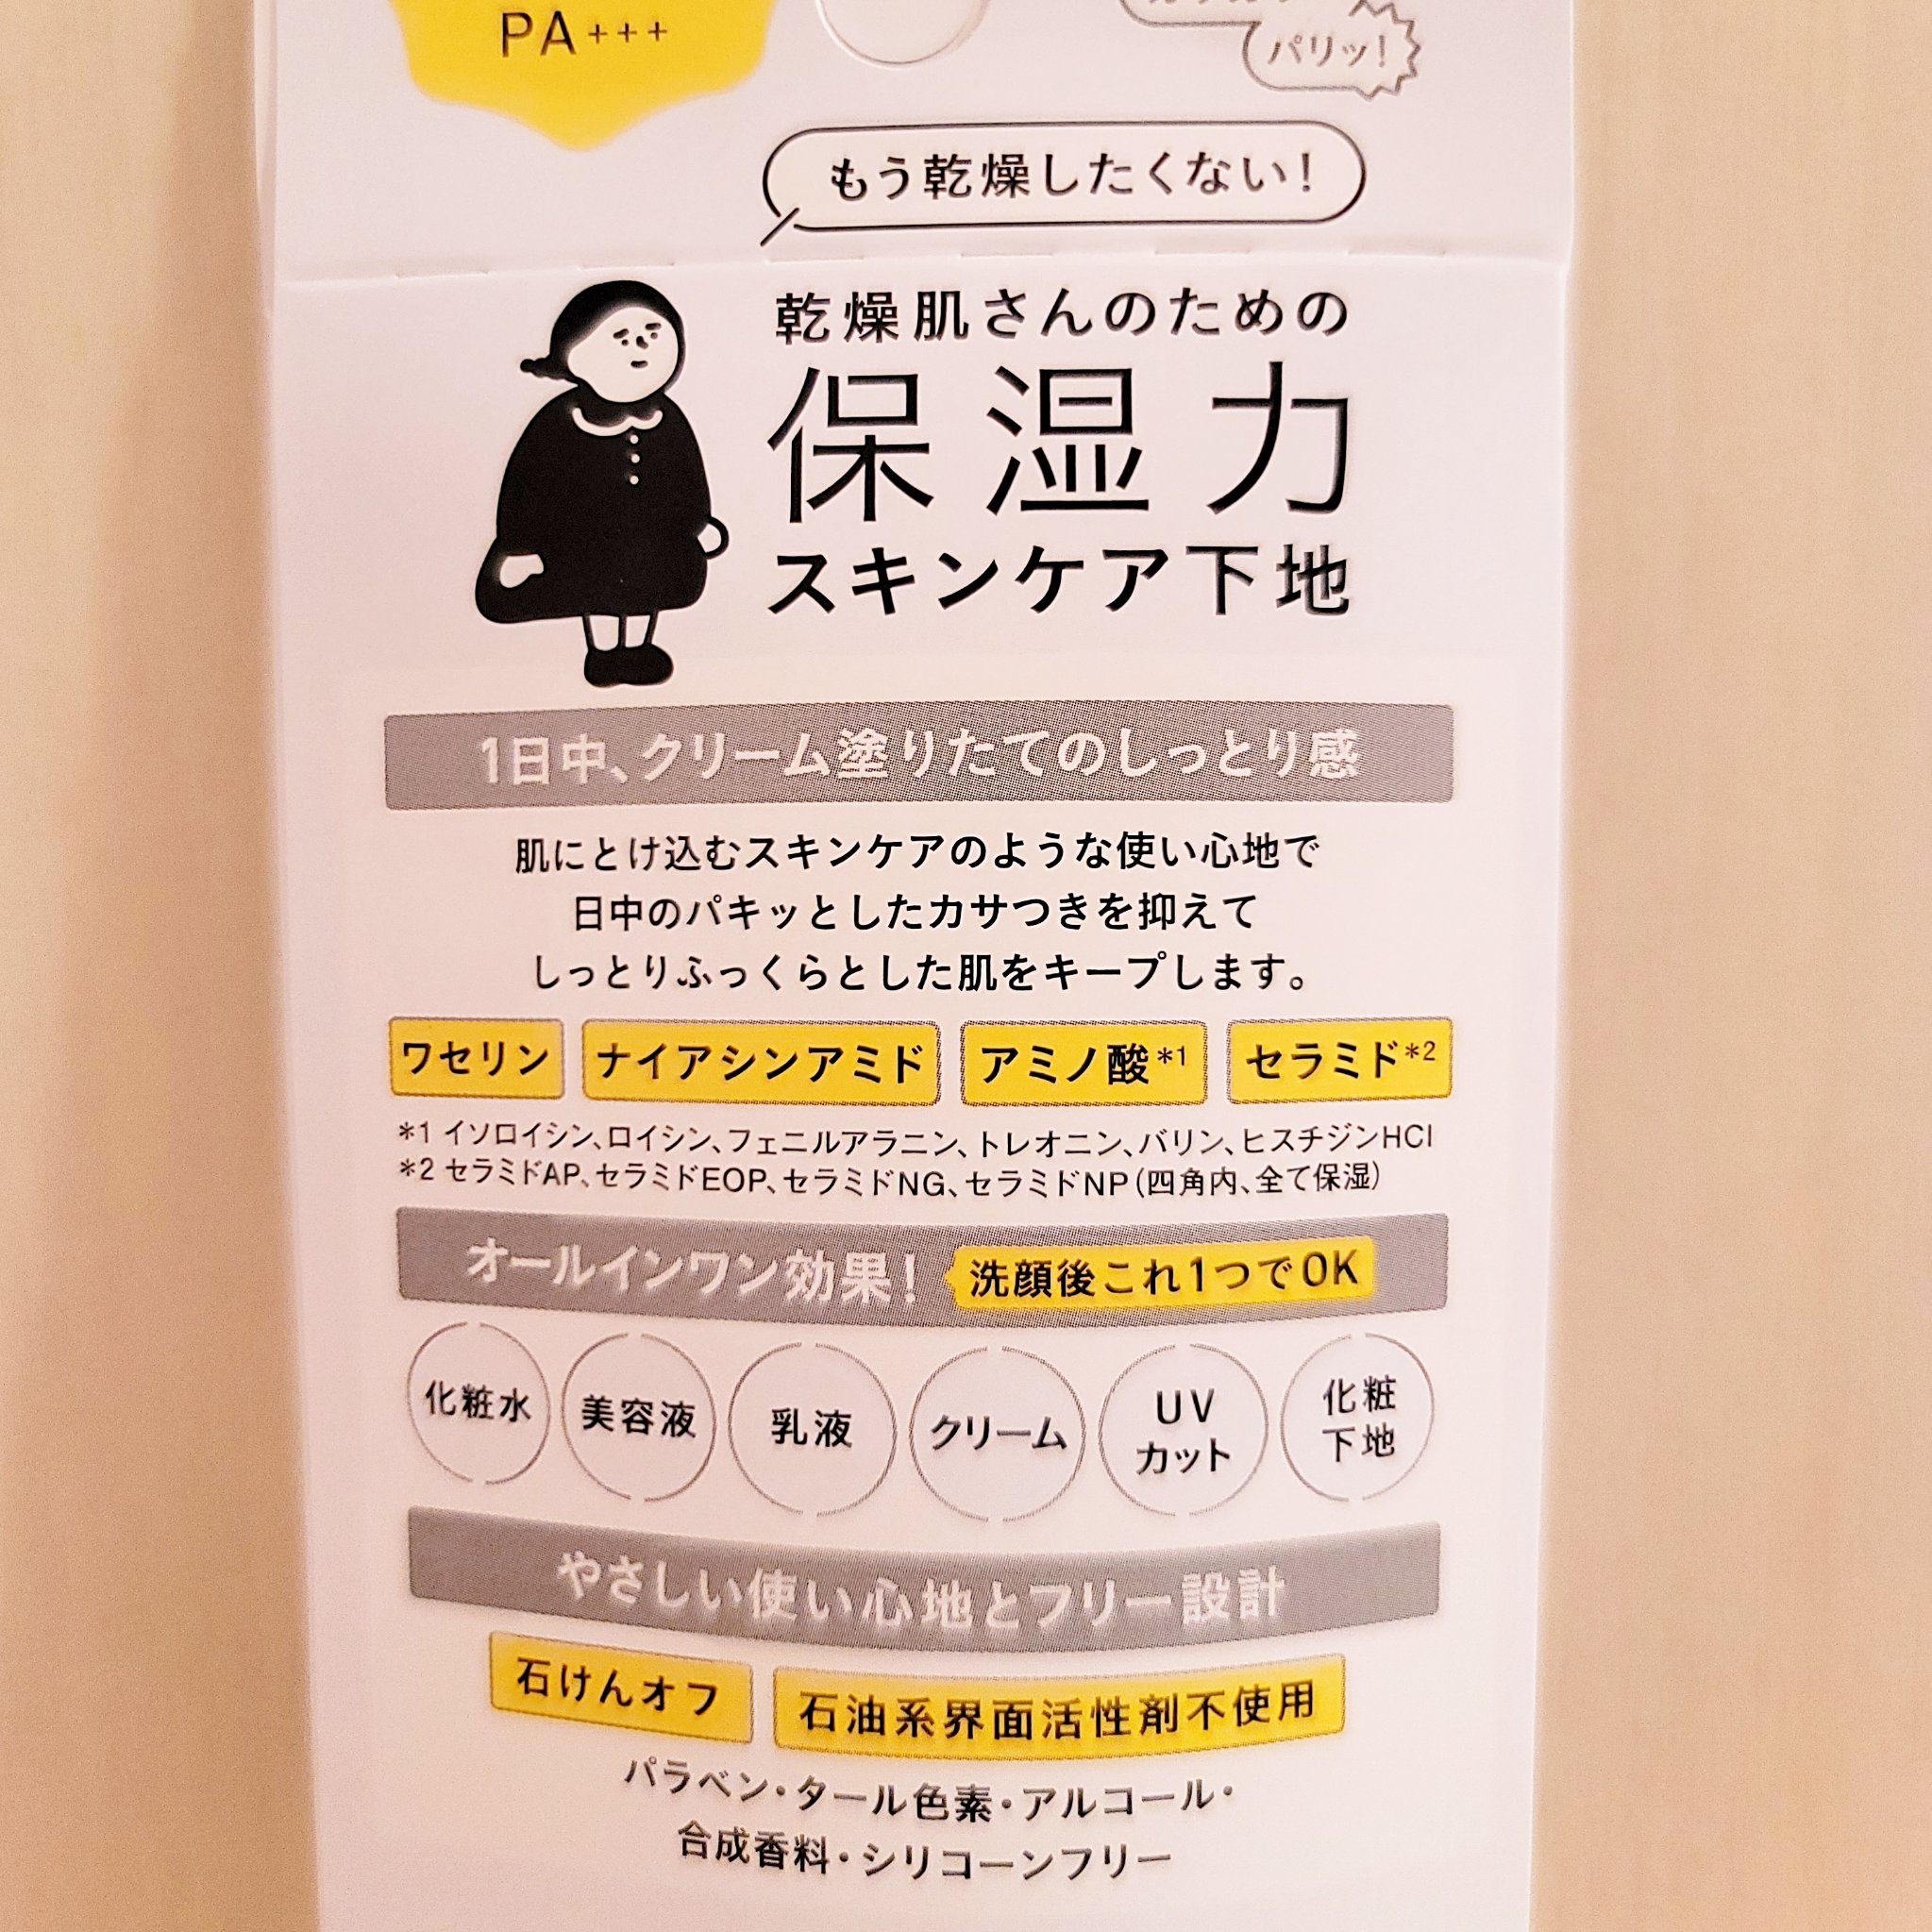 PA+++
パリッ!
もう乾燥したくない!
乾燥肌さんのための
保湿力
スキンケア下地
1日中、クリーム塗りたてのしっとり感
肌にとけ込むスキンケアのような使い心地で
日中のパキッとしたカサつきを抑えて
しっとりふっくらとした肌をキープします。
ワセリン ナイアシンアミド アミノ酸*1 セラミド*2
*1 イソロイシン、ロイシン、フェニルアラニン、トレオニン、バリン、ヒスチジンHCl
*2 セラミドAP、セラミドEOP、セラミドNG、セラミドNP(四角内、全て保湿)
オールインワン効果! 洗顔後これ1つでOK
化粧水 美容液 乳液 クリーム UVカット 化粧下地
やさしい使い心地とフリー設計
石けんオフ 石油系界面活性剤不使用
パラベン・タール色素・アルコール・
合成香料・シリコーンフリー